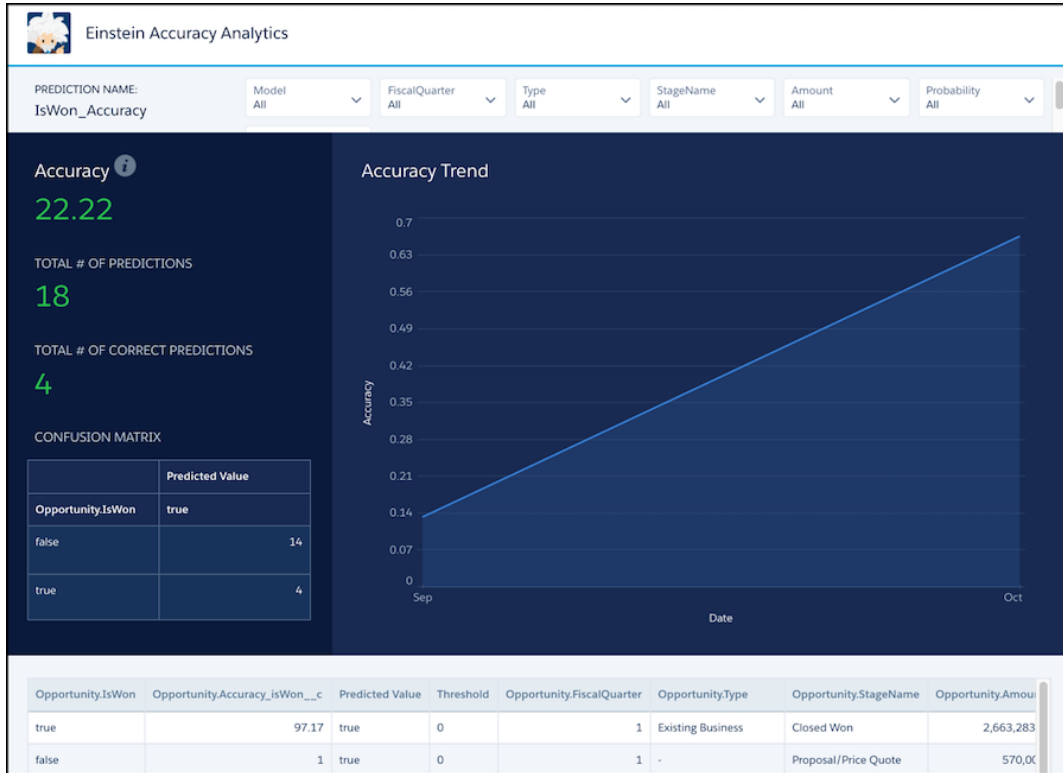 Einstein Accuracy Analytics
PREDICTION NAME:
IsWon_Accuracy
Model
All
FiscalQuarter
All
Type
All
StageName
All
Amount
All
Probability
All
Accuracy i
22.22
TOTAL # OF PREDICTIONS
18
TOTAL # OF CORRECT PREDICTIONS
4
CONFUSION MATRIX
Predicted Value
Opportunity.IsWon true
false 14
true 4
Accuracy Trend
0.7
0.63
0.56
0.49
0.42
0.35
0.28
0.21
0.14
0.07
0
Accuracy
Sep Oct
Date
Opportunity.IsWon Opportunity.Accuracy_isWon__c Predicted Value Threshold Opportunity.FiscalQuarter Opportunity.Type Opportunity.StageName Opportunity.Amou
true 97.17 true 0 1 Existing Business Closed Won 2,663,283
false 1 true 0 1 - Proposal/Price Quote 570,00